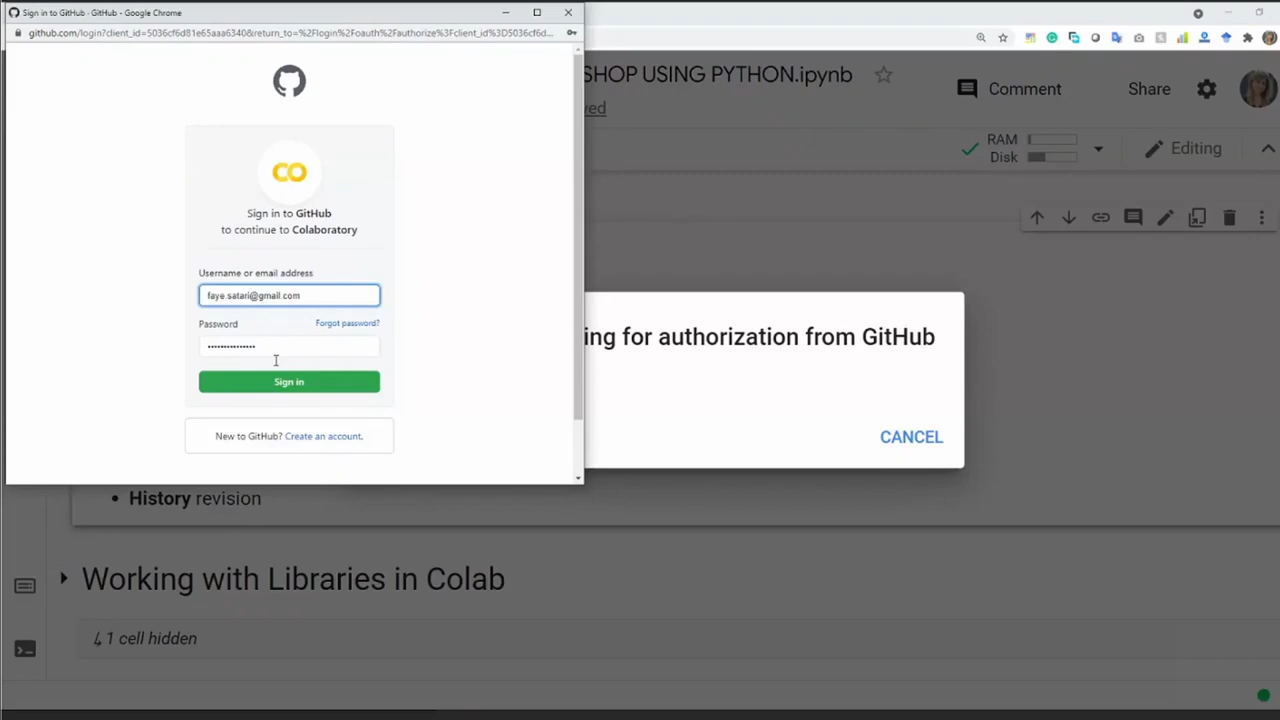 Sign in to GitHub · GitHub - Google Chrome
github.com/login?client_id=5036cf6d81e65aaa6340&return_to=%2Flogin%2Foauth%2Fauthorize%3Fclient_id%3D5036cf6d...
CO
Sign in to GitHub
to continue to Colaboratory
Username or email address
faye.satari@gmail.com
Password
Forgot password?
Sign in
New to GitHub? Create an account.
SHOP USING PYTHON.ipynb
ved
Comment
Share
RAM
Disk
Editing
ing for authorization from GitHub
CANCEL
• History revision
Working with Libraries in Colab
1 cell hidden